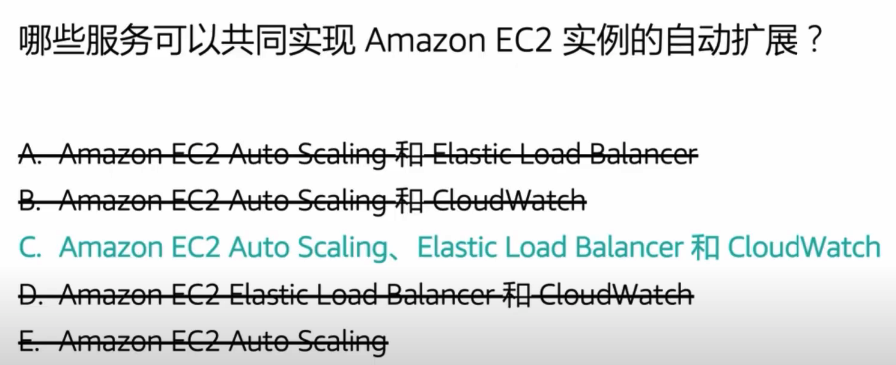 哪些服务可以共同实现 Amazon EC2 实例的自动扩展？
A. Amazon EC2 Auto Scaling 和 Elastic Load Balancer
B. Amazon EC2 Auto Scaling 和 CloudWatch
C. Amazon EC2 Auto Scaling、Elastic Load Balancer 和 CloudWatch
D. Amazon EC2 Elastic Load Balancer 和 CloudWatch
E. Amazon EC2 Auto Scaling